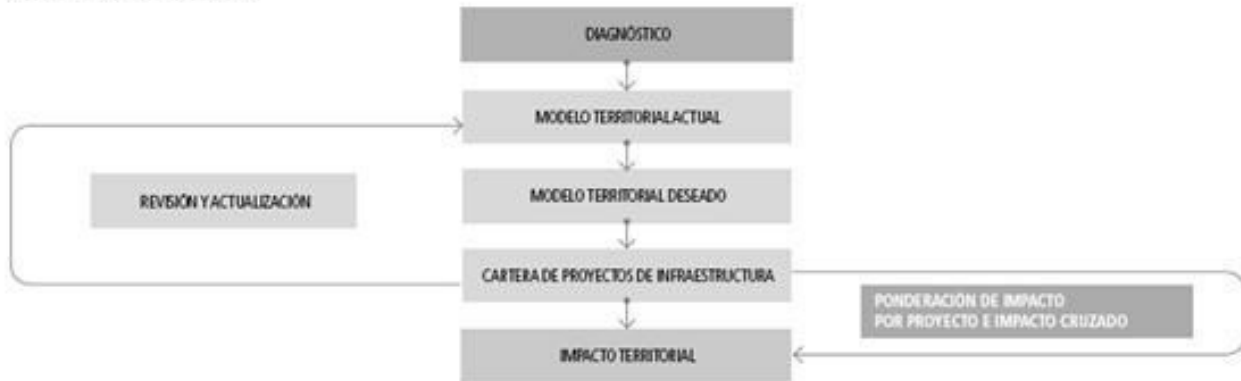 DIAGNÓSTICO
MODELO TERRITORIAL ACTUAL
REVISIÓN Y ACTUALIZACIÓN
MODELO TERRITORIAL DESEADO
CARTERA DE PROYECTOS DE INFRAESTRUCTURA
PONDERACIÓN DE IMPACTO
POR PROYECTO E IMPACTO CRUZADO
IMPACTO TERRITORIAL